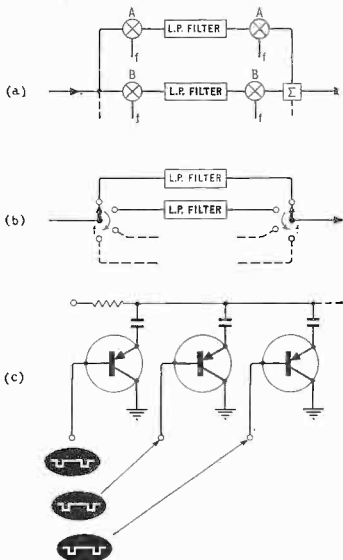 A A
L.P. FILTER
f f
(a)
B B
L.P. FILTER Σ
f f
L.P. FILTER
(b)
L.P. FILTER
(c)